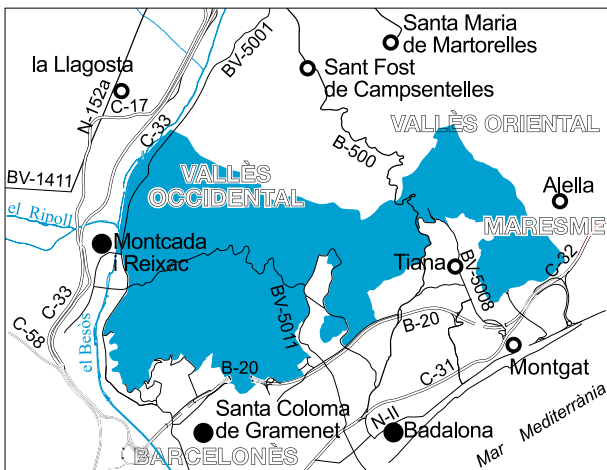 Santa Maria
de Martorelles
BV-5001
la Llagosta
Sant Fost
de Campsentelles
N-152a
C-17
C-33
VALLÈS ORIENTAL
B-500
BV-1411
VALLÈS
OCCIDENTAL
Alella
el Ripoll
MARESME
Montcada
i Reixac
Tiana
BV-5008
C-32
C-33
C-58
el Besòs
BV-5011
B-20
B-20
Montgat
C-31
Santa Coloma
de Gramenet
N-II
Badalona
Mar Mediterrània
BARCELONÈS